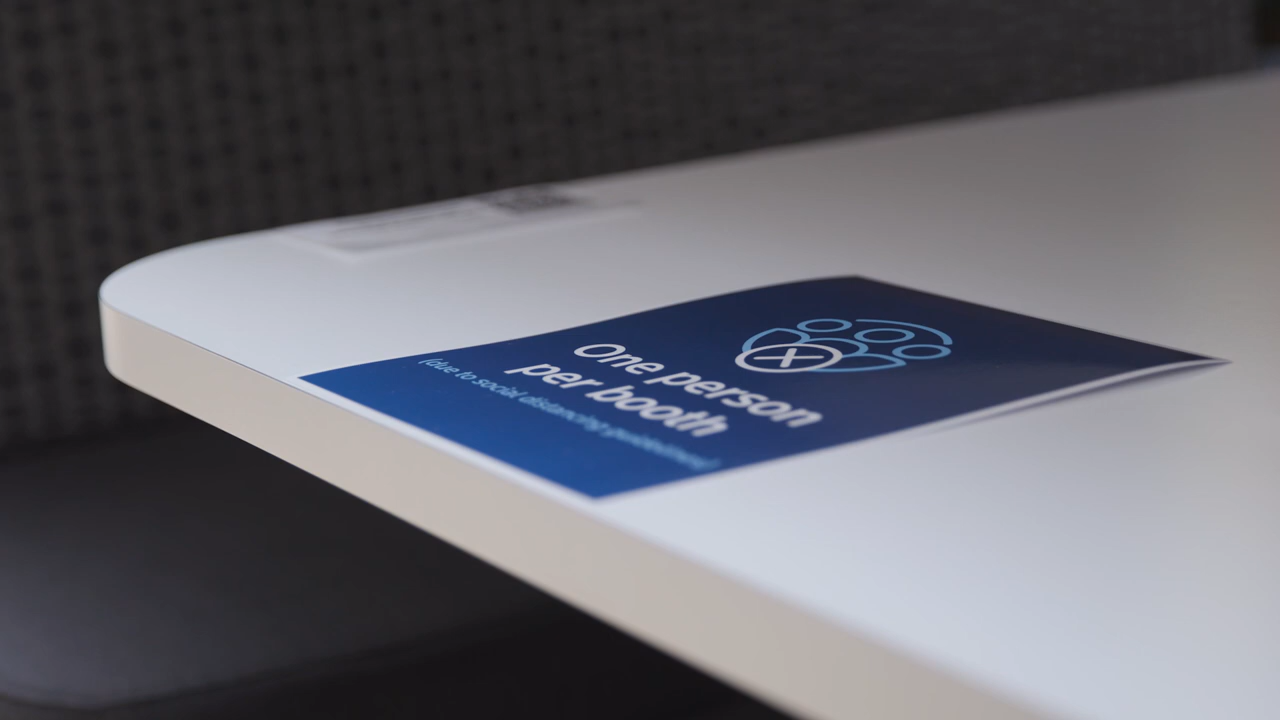 One person
per booth
(due to social distancing guidelines)